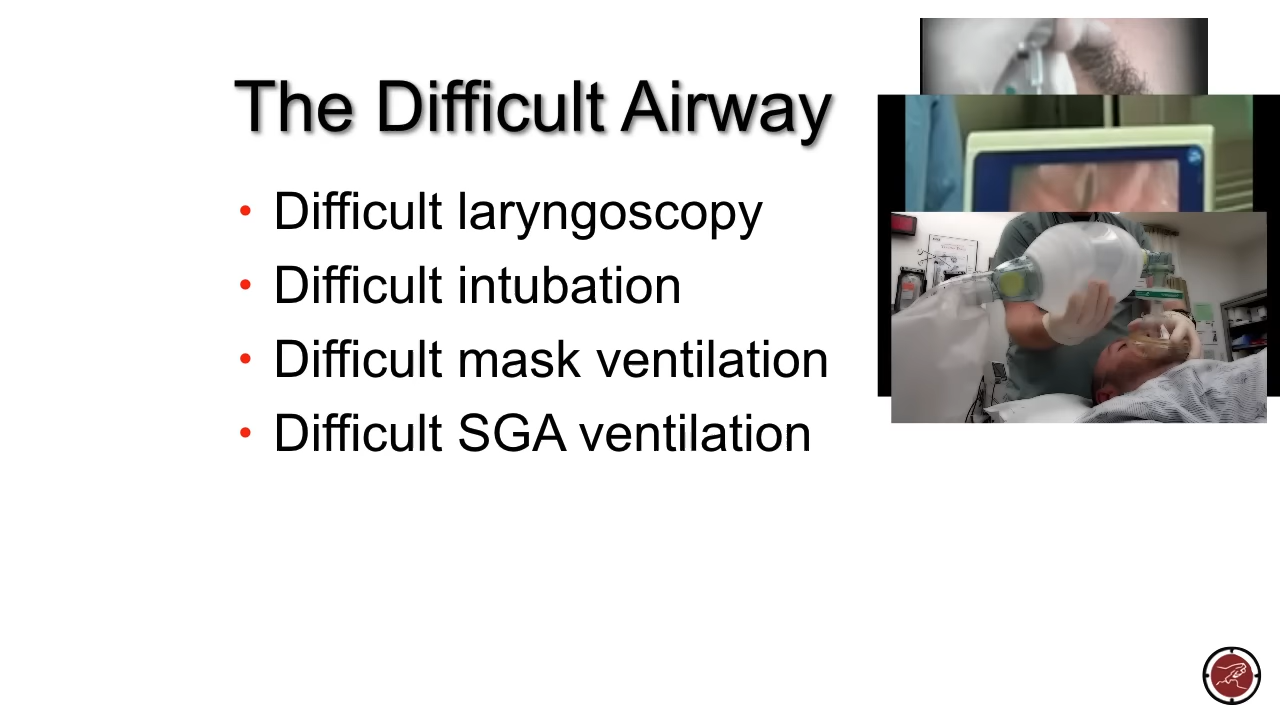 The Difficult Airway
• Difficult laryngoscopy
• Difficult intubation
• Difficult mask ventilation
• Difficult SGA ventilation